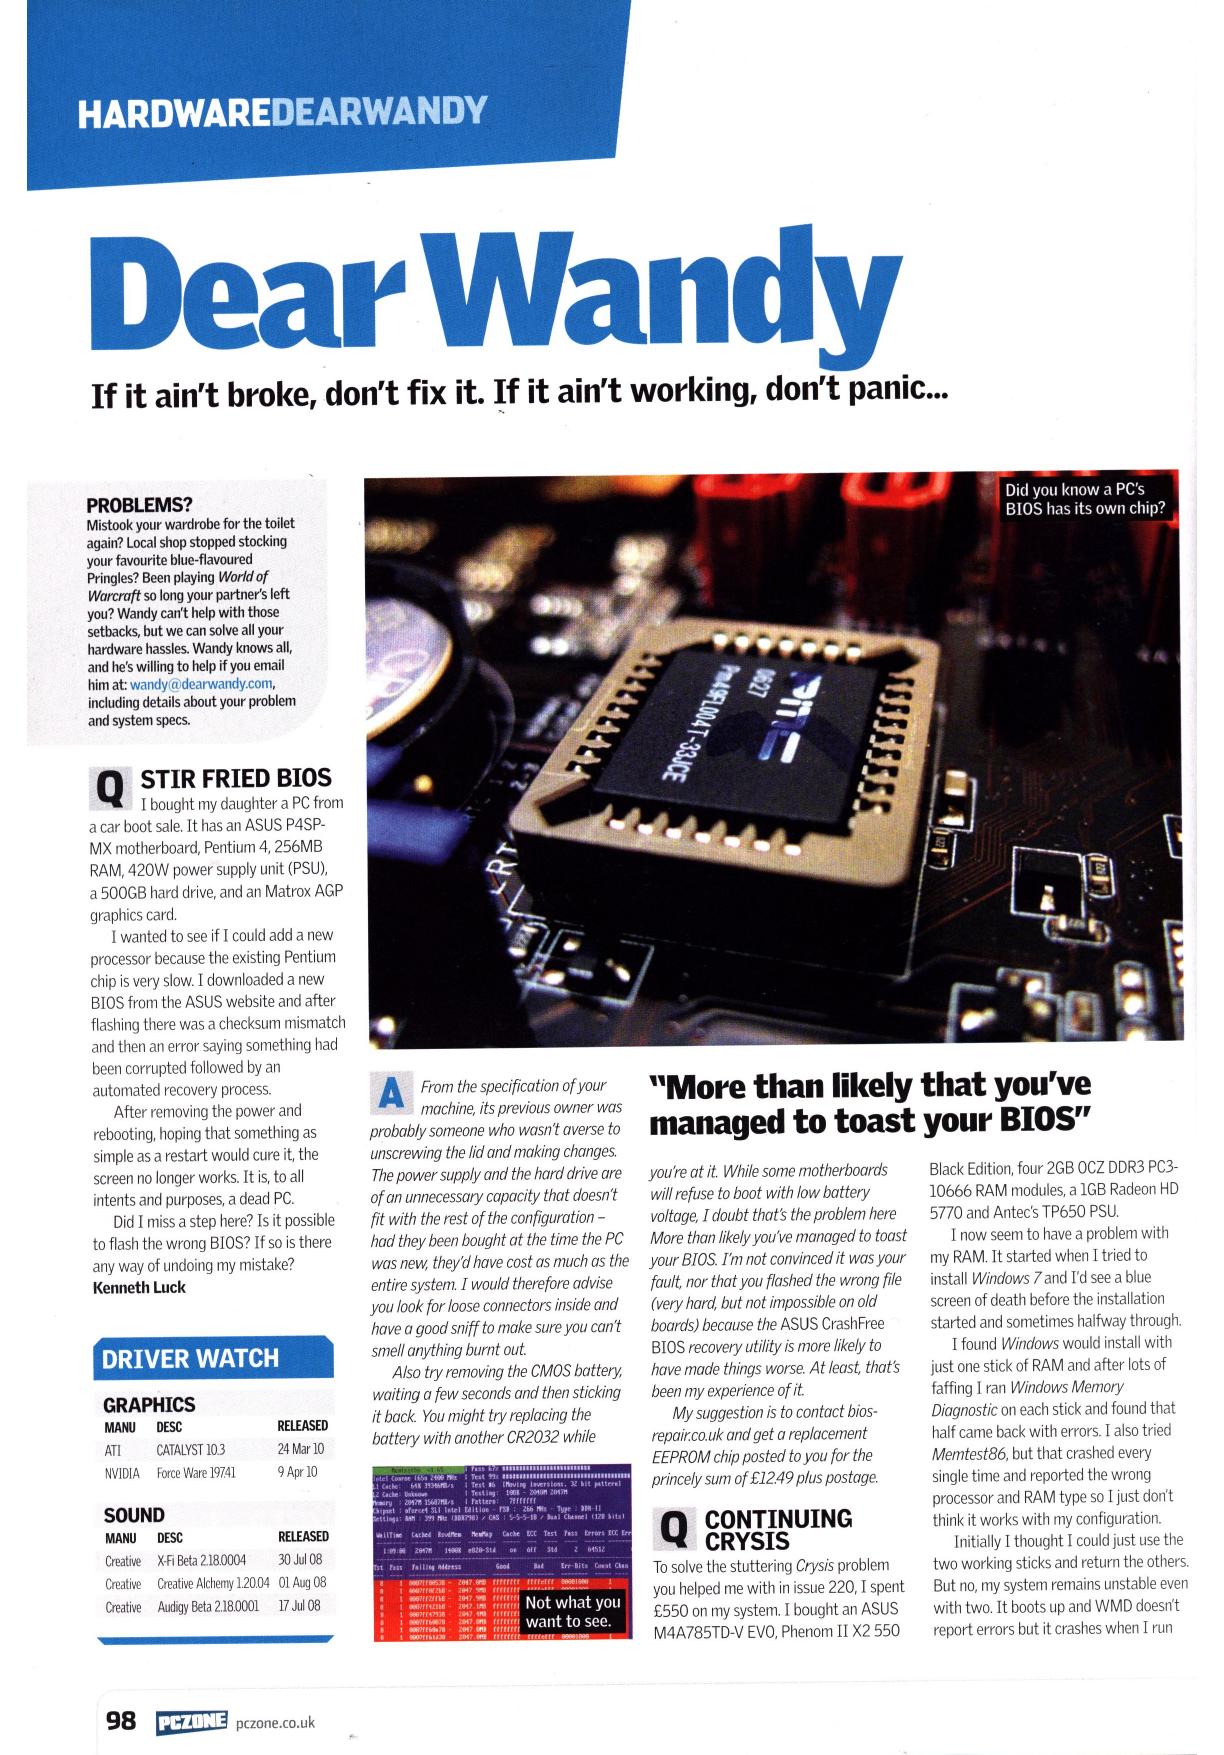 HARDWAREDEARWANDY
Dear Wandy
If it ain't broke, don't fix it. If it ain't working, don't panic...
PROBLEMS?
Mistook your wardrobe for the toilet
again? Local shop stopped stocking
your favourite blue-flavoured
Pringles? Been playing World of
Warcraft so long your partner's left
you? Wandy can't help with those
setbacks, but we can solve all your
hardware hassles. Wandy knows all,
and he's willing to help if you email
him at: wandy@dearwandy.com,
including details about your problem
and system specs.
Did you know a PC's
BIOS has its own chip?
0627
Pm49FL004T-33JCE
Q STIR FRIED BIOS
I bought my daughter a PC from
a car boot sale. It has an ASUS P4SP-
MX motherboard, Pentium 4, 256MB
RAM, 420W power supply unit (PSU),
a 500GB hard drive, and an Matrox AGP
graphics card.
I wanted to see if I could add a new
processor because the existing Pentium
chip is very slow. I downloaded a new
BIOS from the ASUS website and after
flashing there was a checksum mismatch
and then an error saying something had
been corrupted followed by an
automated recovery process.
After removing the power and
rebooting, hoping that something as
simple as a restart would cure it, the
screen no longer works. It is, to all
intents and purposes, a dead PC.
Did I miss a step here? Is it possible
to flash the wrong BIOS? If so is there
any way of undoing my mistake?
Kenneth Luck
DRIVER WATCH
GRAPHICS
MANU DESC RELEASED
ATI CATALYST 10.3 24 Mar 10
NVIDIA Force Ware 197.41 9 Apr 10
SOUND
MANU DESC RELEASED
Creative X-Fi Beta 2.18.0004 30 Jul 08
Creative Creative Alchemy 1.20.04 01 Aug 08
Creative Audigy Beta 2.18.0001 17 Jul 08
A From the specification of your
machine, its previous owner was
probably someone who wasn't averse to
unscrewing the lid and making changes.
The power supply and the hard drive are
of an unnecessary capacity that doesn't
fit with the rest of the configuration –
had they been bought at the time the PC
was new, they'd have cost as much as the
entire system. I would therefore advise
you look for loose connectors inside and
have a good sniff to make sure you can't
smell anything burnt out.
Also try removing the CMOS battery,
waiting a few seconds and then sticking
it back. You might try replacing the
battery with another CR2032 while
Not what you
want to see.
"More than likely that you've
managed to toast your BIOS"
you're at it. While some motherboards
will refuse to boot with low battery
voltage, I doubt that's the problem here
More than likely you've managed to toast
your BIOS. I'm not convinced it was your
fault, nor that you flashed the wrong file
(very hard, but not impossible on old
boards) because the ASUS CrashFree
BIOS recovery utility is more likely to
have made things worse. At least, that's
been my experience of it.
My suggestion is to contact bios-
repair.co.uk and get a replacement
EEPROM chip posted to you for the
princely sum of £12.49 plus postage.
Q CONTINUING
CRYSIS
To solve the stuttering Crysis problem
you helped me with in issue 220, I spent
£550 on my system. I bought an ASUS
M4A785TD-V EVO, Phenom II X2 550
Black Edition, four 2GB OCZ DDR3 PC3-
10666 RAM modules, a 1GB Radeon HD
5770 and Antec's TP650 PSU.
I now seem to have a problem with
my RAM. It started when I tried to
install Windows 7 and I'd see a blue
screen of death before the installation
started and sometimes halfway through.
I found Windows would install with
just one stick of RAM and after lots of
faffing I ran Windows Memory
Diagnostic on each stick and found that
half came back with errors. I also tried
Memtest86, but that crashed every
single time and reported the wrong
processor and RAM type so I just don't
think it works with my configuration.
Initially I thought I could just use the
two working sticks and return the others.
But no, my system remains unstable even
with two. It boots up and WMD doesn't
report errors but it crashes when I run
98 PCZONE pczone.co.uk